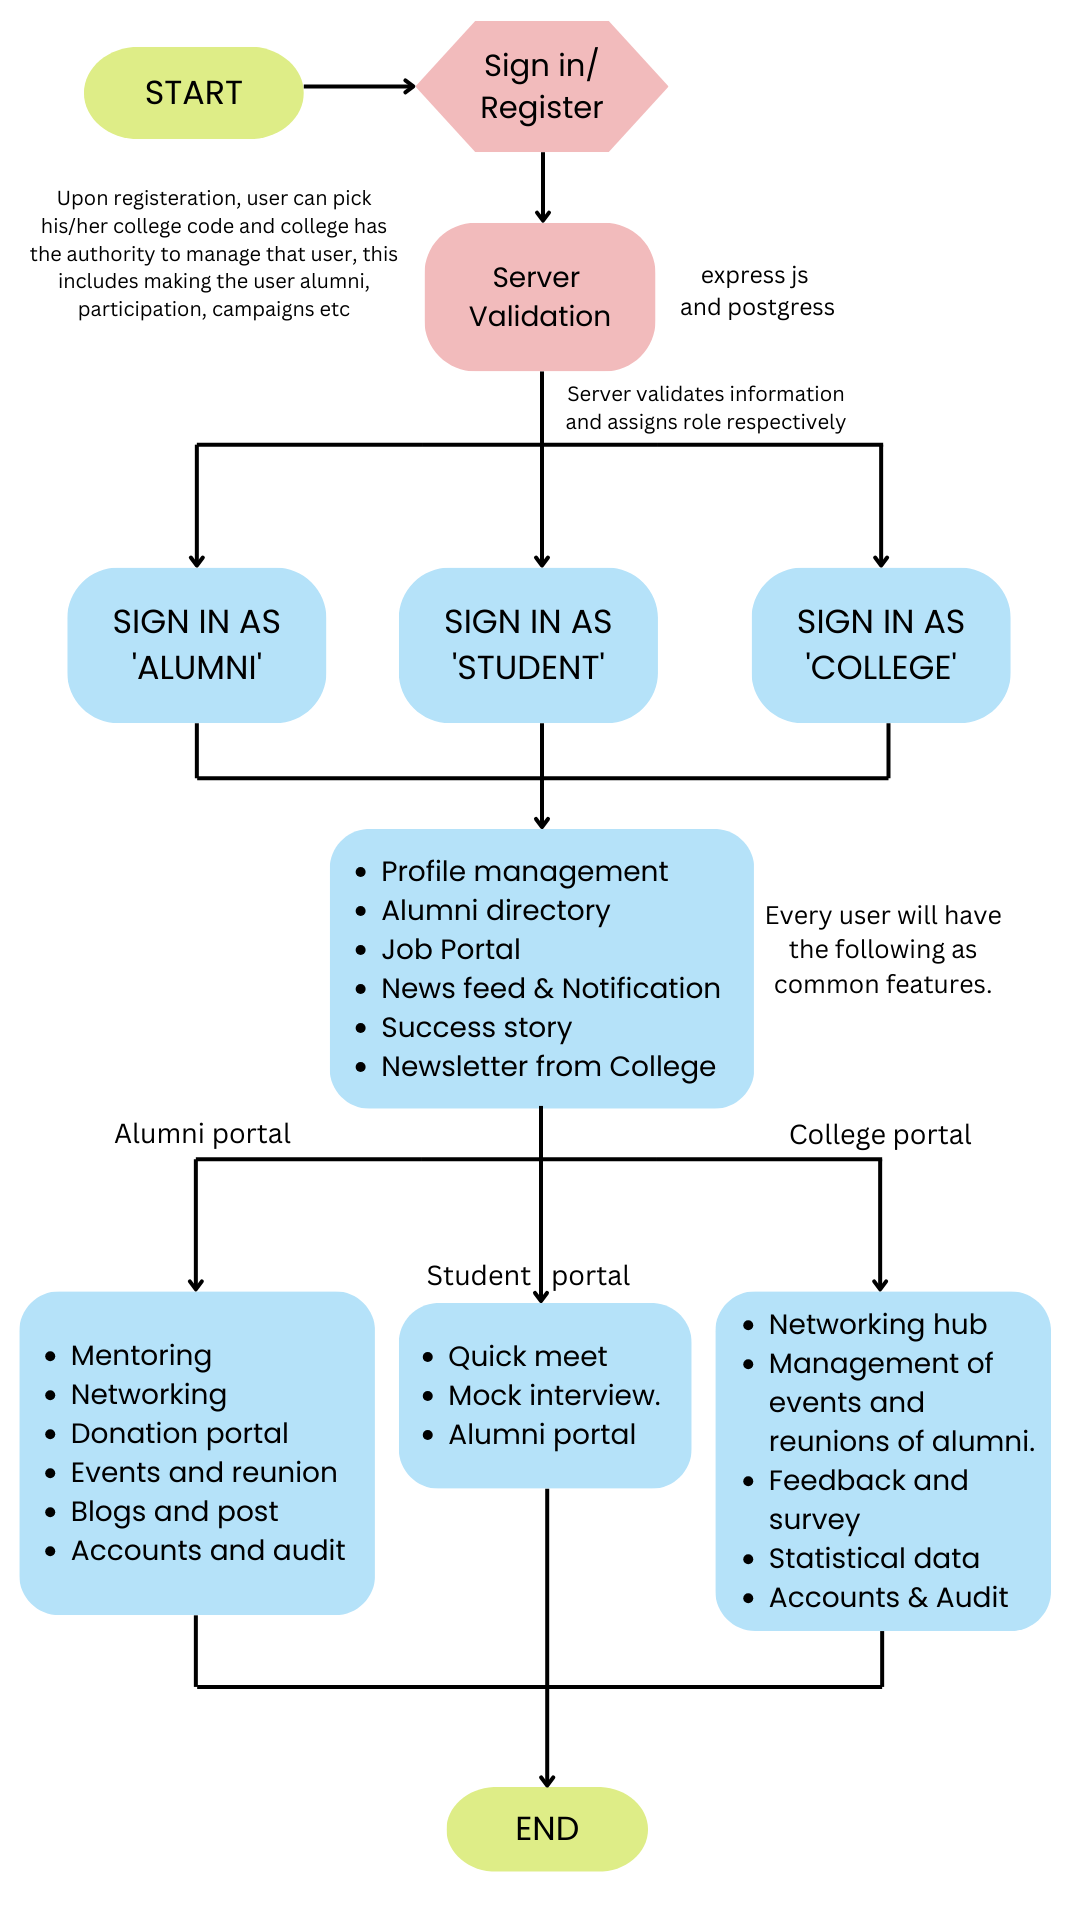 START
Sign in/
Register
Upon registeration, user can pick
his/her college code and college has
the authority to manage that user, this
includes making the user alumni,
participation, campaigns etc
Server
Validation
express js
and postgress
Server validates information
and assigns role respectively
SIGN IN AS
'ALUMNI'
SIGN IN AS
'STUDENT'
SIGN IN AS
'COLLEGE'
• Profile management
• Alumni directory
• Job Portal
• News feed & Notification
• Success story
• Newsletter from College
Every user will have
the following as
common features.
Alumni portal
College portal
Student portal
• Mentoring
• Networking
• Donation portal
• Events and reunion
• Blogs and post
• Accounts and audit
• Quick meet
• Mock interview.
• Alumni portal
• Networking hub
• Management of
events and
reunions of alumni.
• Feedback and
survey
• Statistical data
• Accounts & Audit
END